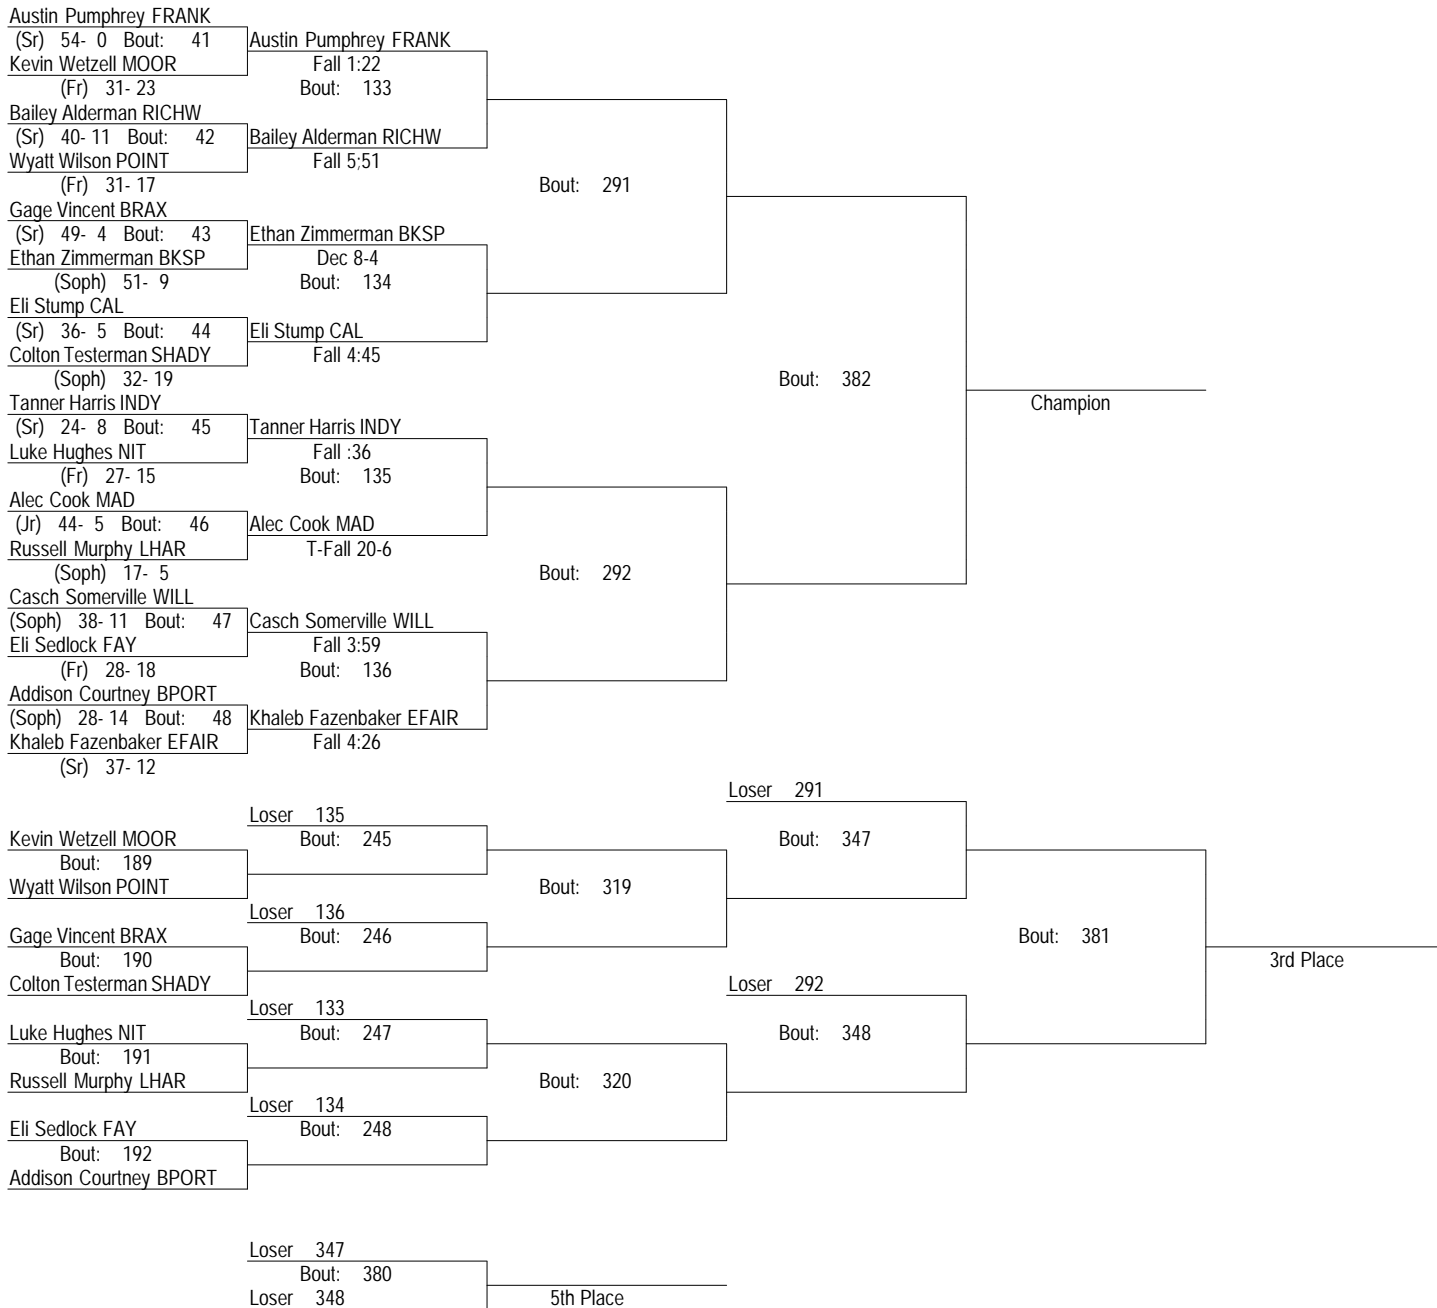 Austin Pumphrey FRANK
(Sr) 54- 0 Bout: 41
Austin Pumphrey FRANK
Kevin Wetzell MOOR
Fall 1:22
(Fr) 31- 23
Bout: 133
Bailey Alderman RICHW
(Sr) 40- 11 Bout: 42
Bailey Alderman RICHW
Wyatt Wilson POINT
Fall 5;51
(Fr) 31- 17
Bout: 291
Gage Vincent BRAX
(Sr) 49- 4 Bout: 43
Ethan Zimmerman BKSP
Ethan Zimmerman BKSP
Dec 8-4
(Soph) 51- 9
Bout: 134
Eli Stump CAL
(Sr) 36- 5 Bout: 44
Eli Stump CAL
Colton Testerman SHADY
Fall 4:45
(Soph) 32- 19
Bout: 382
Tanner Harris INDY
Champion
(Sr) 24- 8 Bout: 45
Tanner Harris INDY
Luke Hughes NIT
Fall :36
(Fr) 27- 15
Bout: 135
Alec Cook MAD
(Jr) 44- 5 Bout: 46
Alec Cook MAD
Russell Murphy LHAR
T-Fall 20-6
(Soph) 17- 5
Bout: 292
Casch Somerville WILL
(Soph) 38- 11 Bout: 47
Casch Somerville WILL
Eli Sedlock FAY
Fall 3:59
(Fr) 28- 18
Bout: 136
Addison Courtney BPORT
(Soph) 28- 14 Bout: 48
Khaleb Fazenbaker EFAIR
Khaleb Fazenbaker EFAIR
Fall 4:26
(Sr) 37- 12
Loser 291
Loser 135
Kevin Wetzell MOOR
Bout: 245
Bout: 347
Bout: 189
Wyatt Wilson POINT
Bout: 319
Loser 136
Gage Vincent BRAX
Bout: 246
Bout: 381
Bout: 190
3rd Place
Colton Testerman SHADY
Loser 292
Loser 133
Luke Hughes NIT
Bout: 247
Bout: 348
Bout: 191
Russell Murphy LHAR
Bout: 320
Loser 134
Eli Sedlock FAY
Bout: 248
Bout: 192
Addison Courtney BPORT
Loser 347
Bout: 380
Loser 348
5th Place